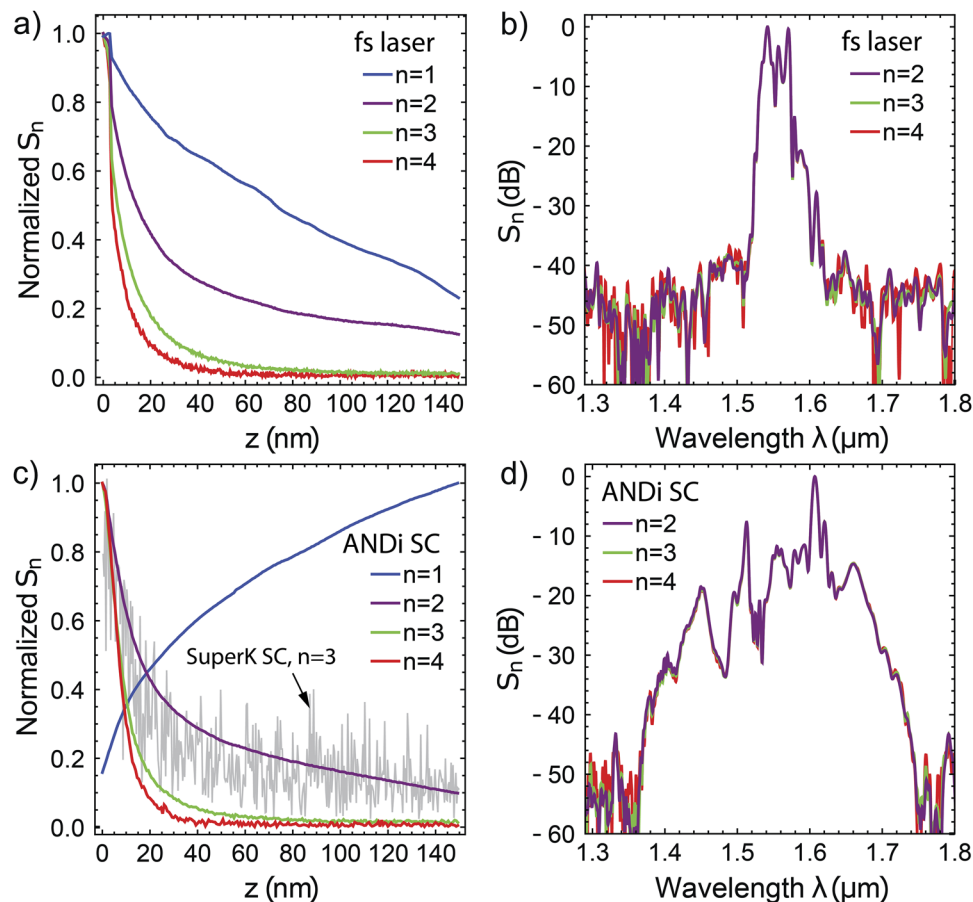 a)
fs laser
n=1
n=2
n=3
n=4
1.0
0.8
0.6
0.4
0.2
0.0
Normalized Sn
0 20 40 60 80 100 120 140
z (nm)
b)
fs laser
n=2
n=3
n=4
0
-10
-20
-30
-40
-50
-60
Sn (dB)
1.3 1.4 1.5 1.6 1.7 1.8
Wavelength λ (μm)
c)
ANDi SC
n=1
n=2
n=3
n=4
SuperK SC, n=3
1.0
0.8
0.6
0.4
0.2
0.0
Normalized Sn
0 20 40 60 80 100 120 140
z (nm)
d)
ANDi SC
n=2
n=3
n=4
0
-10
-20
-30
-40
-50
-60
Sn (dB)
1.3 1.4 1.5 1.6 1.7 1.8
Wavelength λ (μm)